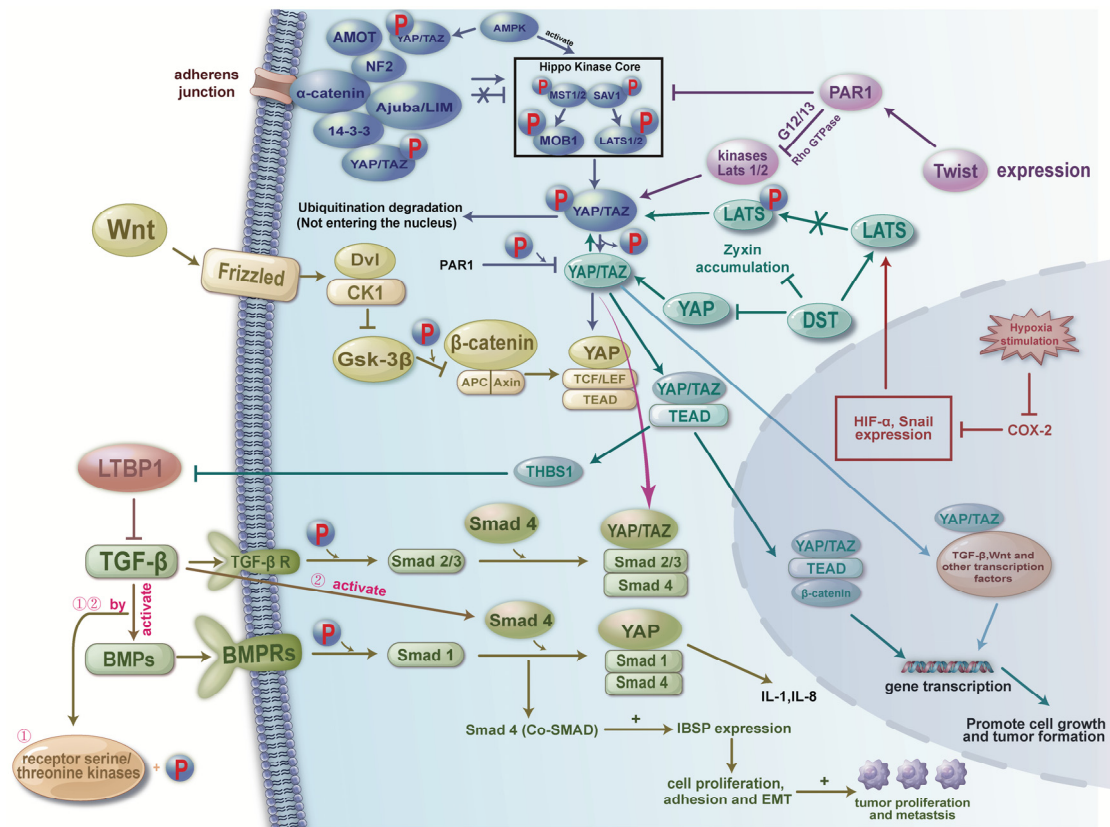 AMOT
P
YAP/TAZ
AMPK
activate
NF2
adherens
junction
α-catenin
Ajuba/LIM
14-3-3
YAP/TAZ
P
Hippo Kinase Core
P
MST1/2
SAV1
P
P
MOB1
LATS1/2
P
PAR1
G12/13
Rho GTPase
kinases
Lats 1/2
Twist
expression
P
YAP/TAZ
Ubiquitination degradation
(Not entering the nucleus)
P
P
LATS
P
LATS
Zyxin
accumulation
PAR1
YAP/TAZ
YAP
DST
Wnt
Frizzled
Dvl
CK1
Gsk-3β
P
β-catenin
APC
Axin
YAP
TCF/LEF
TEAD
YAP/TAZ
TEAD
Hypoxia
stimulation
HIF-α, Snail
expression
COX-2
LTBP1
THBS1
TGF-β
TGF-β R
P
Smad 2/3
Smad 4
YAP/TAZ
Smad 2/3
Smad 4
② activate
①② by
activate
BMPs
BMPRs
P
Smad 1
Smad 4
YAP
Smad 1
Smad 4
IL-1,IL-8
YAP/TAZ
TEAD
β-catenin
YAP/TAZ
TGF-β,Wnt and
other transcription
factors
gene transcription
Promote cell growth
and tumor formation
Smad 4 (Co-SMAD)
+
IBSP expression
cell proliferation,
adhesion and EMT
+
tumor proliferation
and metastsis
①
receptor serine/
threonine kinases
+ P